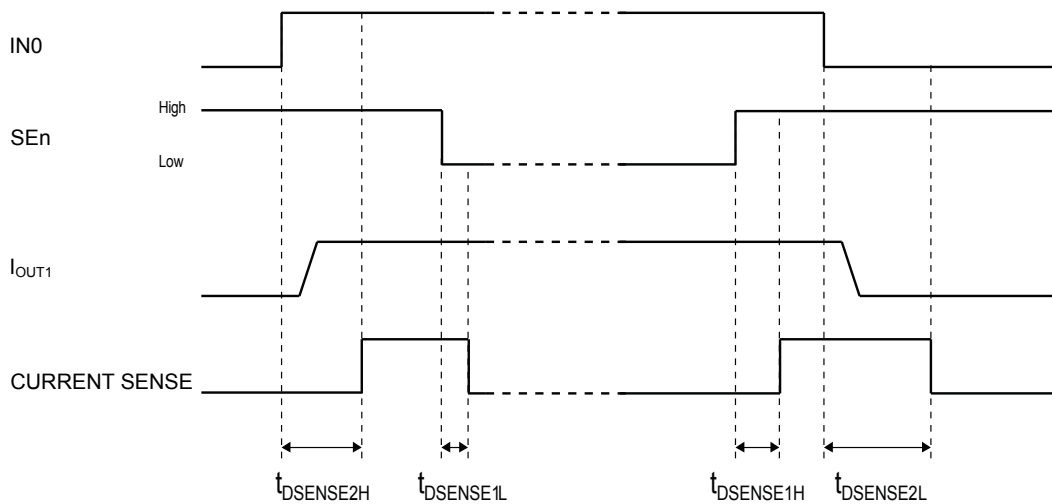 IN0
High
SEn
Low
IOUT1
CURRENT SENSE
tDSENSE2H
tDSENSE1L
tDSENSE1H
tDSENSE2L